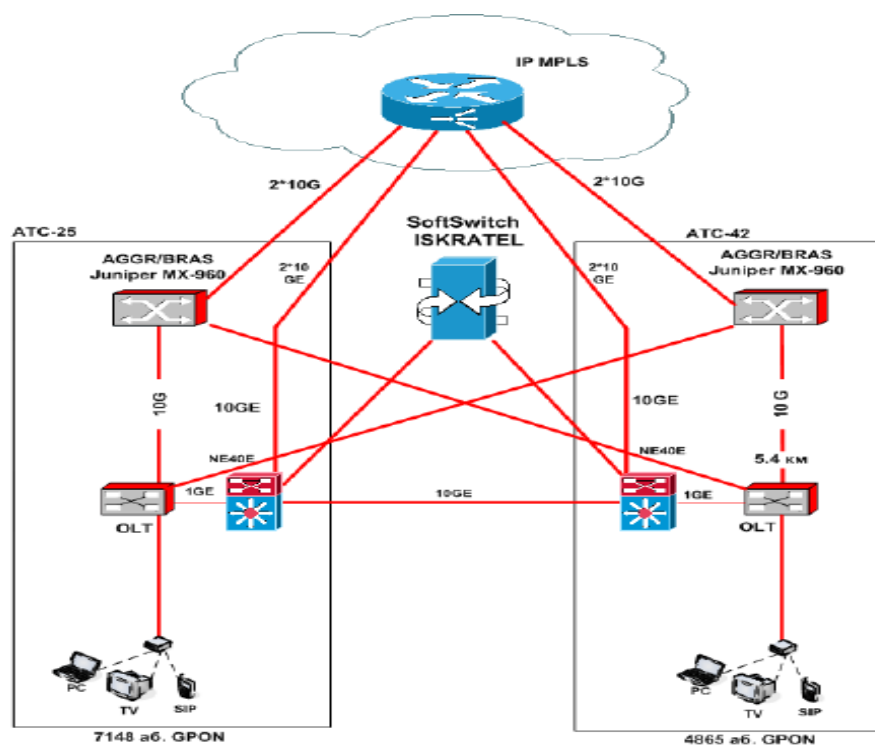 IP MPLS
2*10G
2*10G
SoftSwitch
ISKRATEL
ATC-25
ATC-42
AGGR/BRAS
Juniper MX-960
AGGR/BRAS
Juniper MX-960
2*10
GE
2*10
GE
10G
10GE
10GE
10 G
NE40E
NE40E
5.4 км
1GE
10GE
1GE
OLT
OLT
PC
TV
SIP
PC
TV
SIP
7148 аб. GPON
4865 аб. GPON